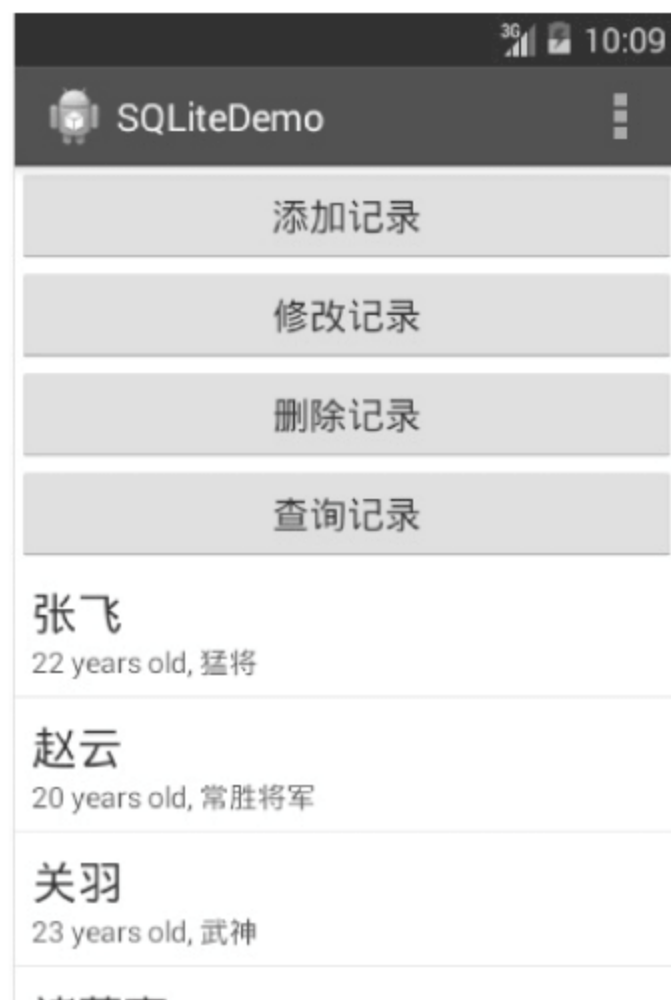 3G 10:09
SQLiteDemo
添加记录
修改记录
删除记录
查询记录
张飞
22 years old, 猛将
赵云
20 years old, 常胜将军
关羽
23 years old, 武神